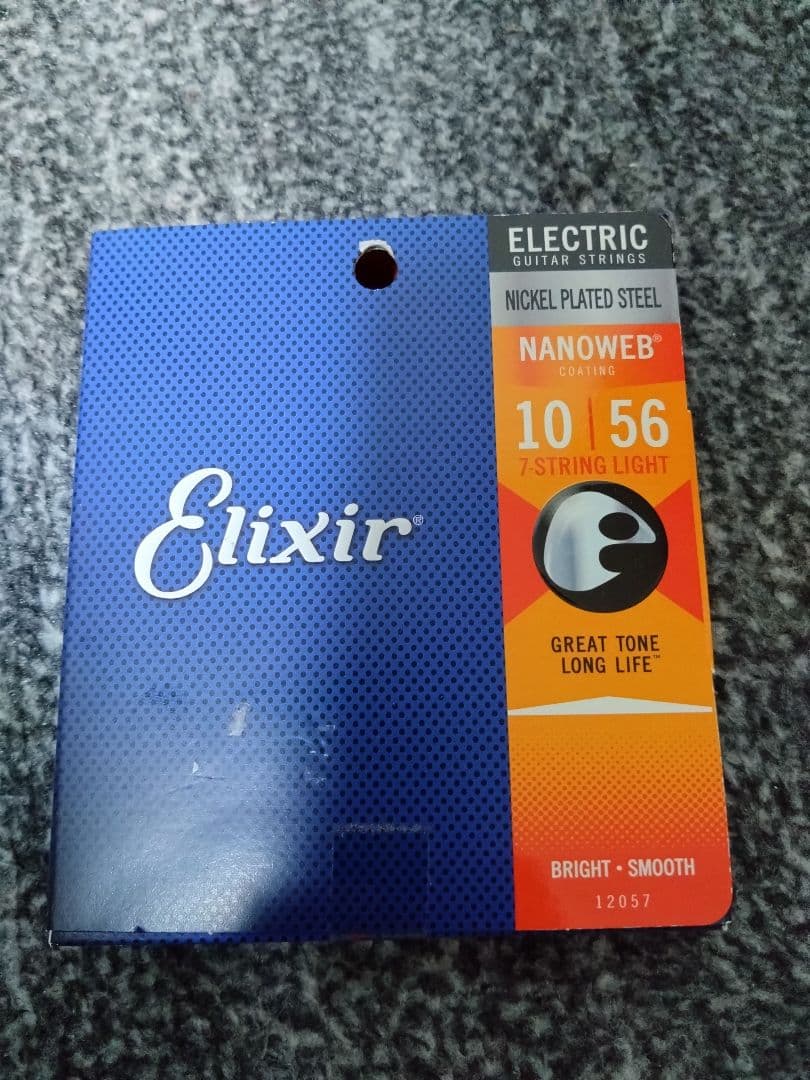 Elixir®
ELECTRIC
GUITAR STRINGS
NICKEL PLATED STEEL
NANOWEB®
COATING
10 | 56
7-STRING LIGHT
GREAT TONE
LONG LIFE™
BRIGHT • SMOOTH
12057